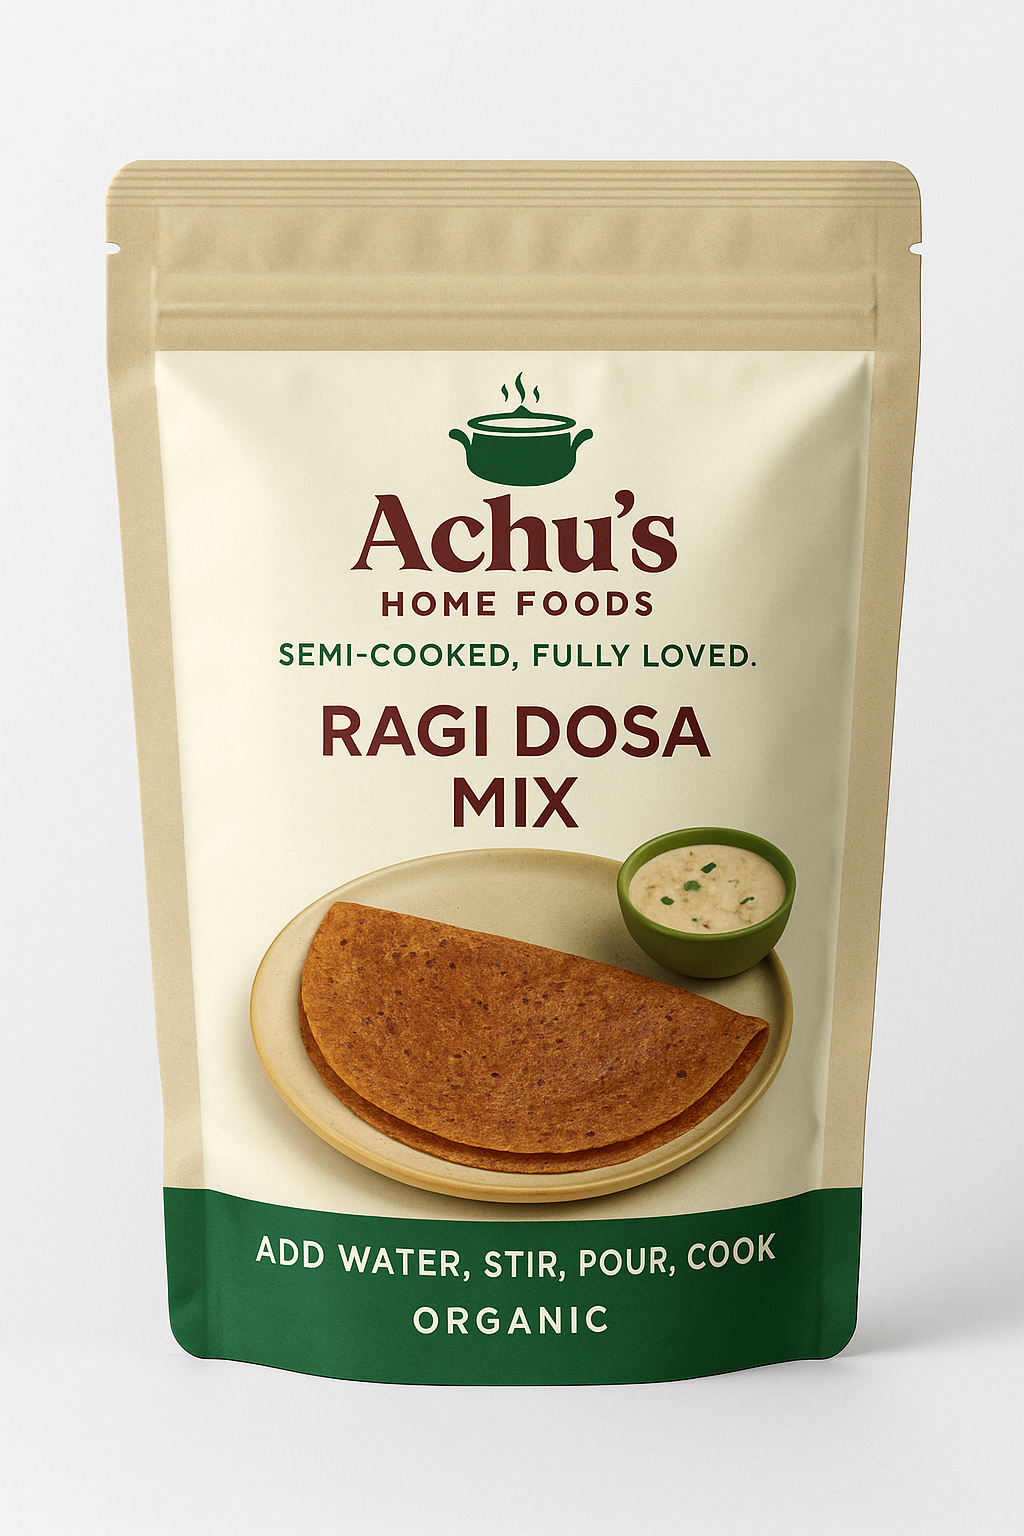 Achu's
HOME FOODS
SEMI-COOKED, FULLY LOVED.
RAGI DOSA
MIX
ADD WATER, STIR, POUR, COOK
ORGANIC